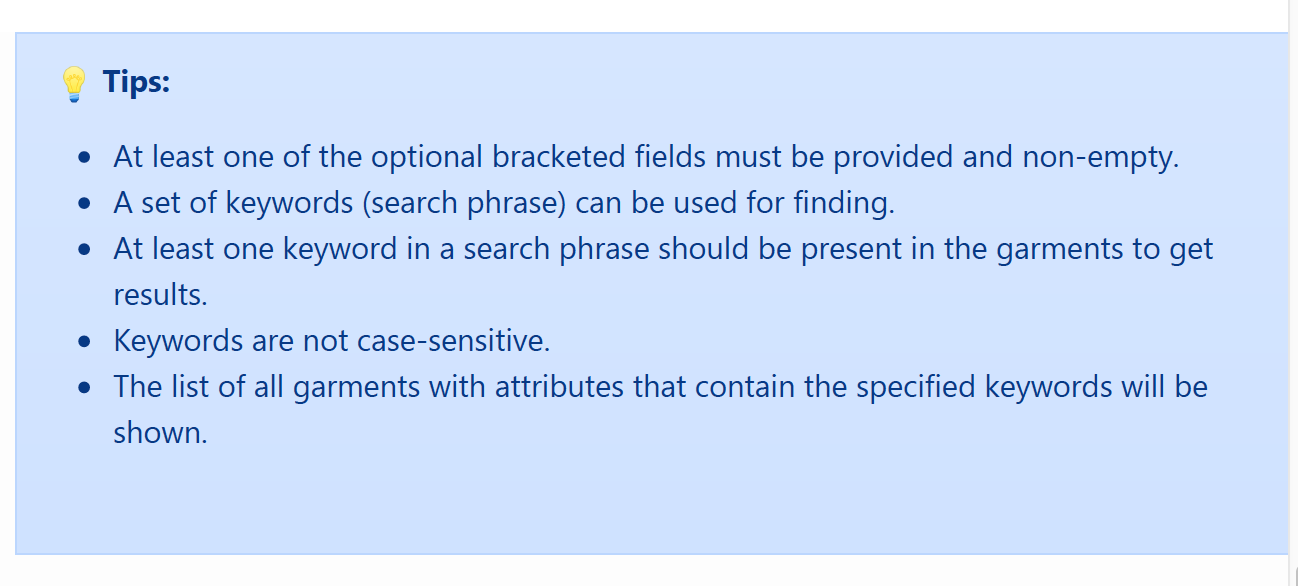 💡 Tips:
• At least one of the optional bracketed fields must be provided and non-empty.
• A set of keywords (search phrase) can be used for finding.
• At least one keyword in a search phrase should be present in the garments to get
results.
• Keywords are not case-sensitive.
• The list of all garments with attributes that contain the specified keywords will be
shown.